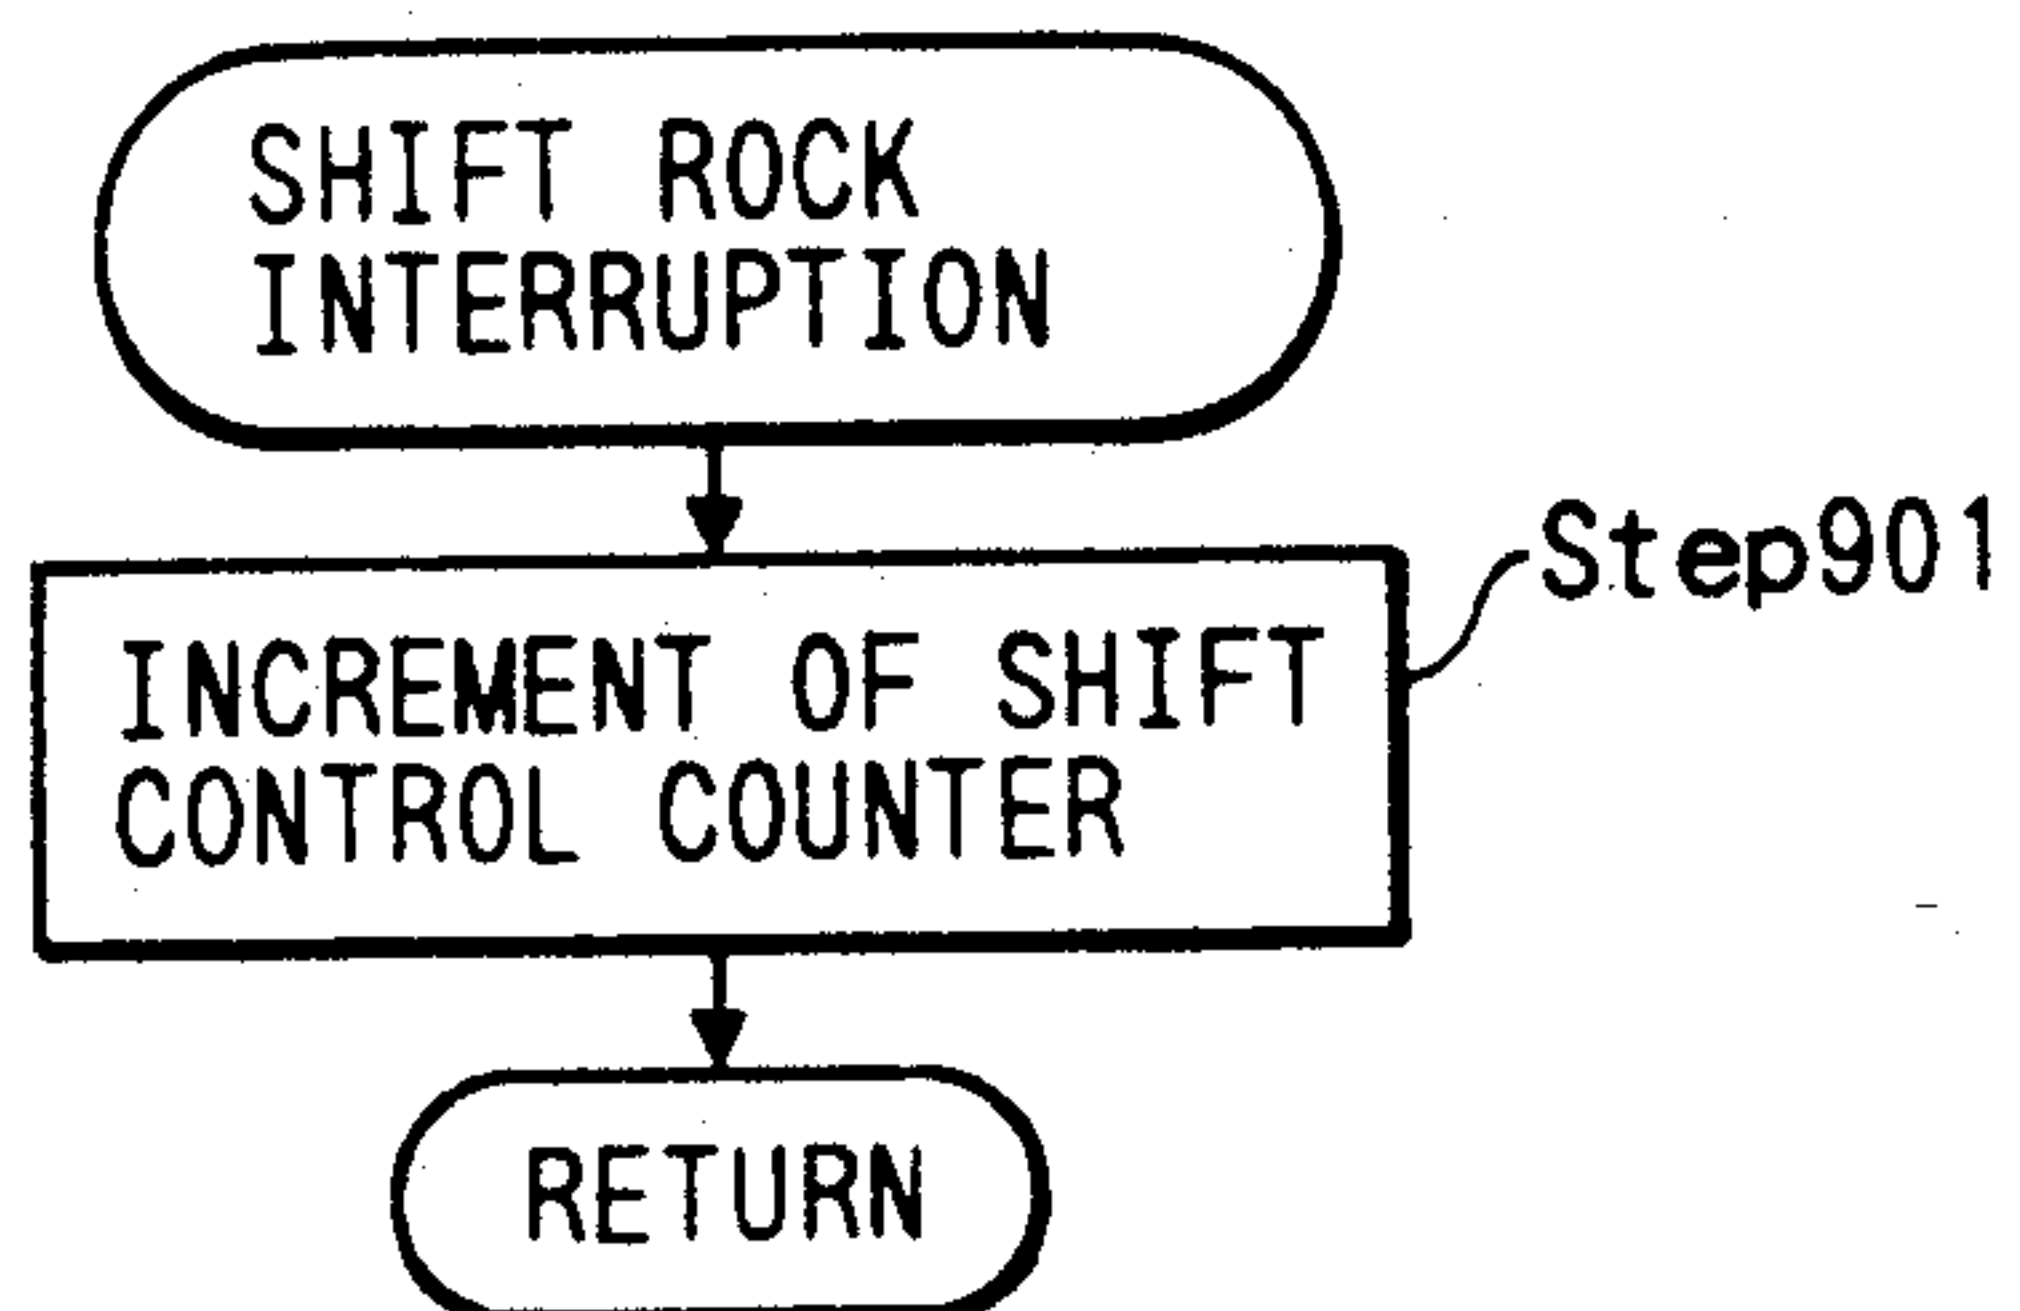 SHIFT ROCK
INTERRUPTION
Step901
INCREMENT OF SHIFT
CONTROL COUNTER
RETURN